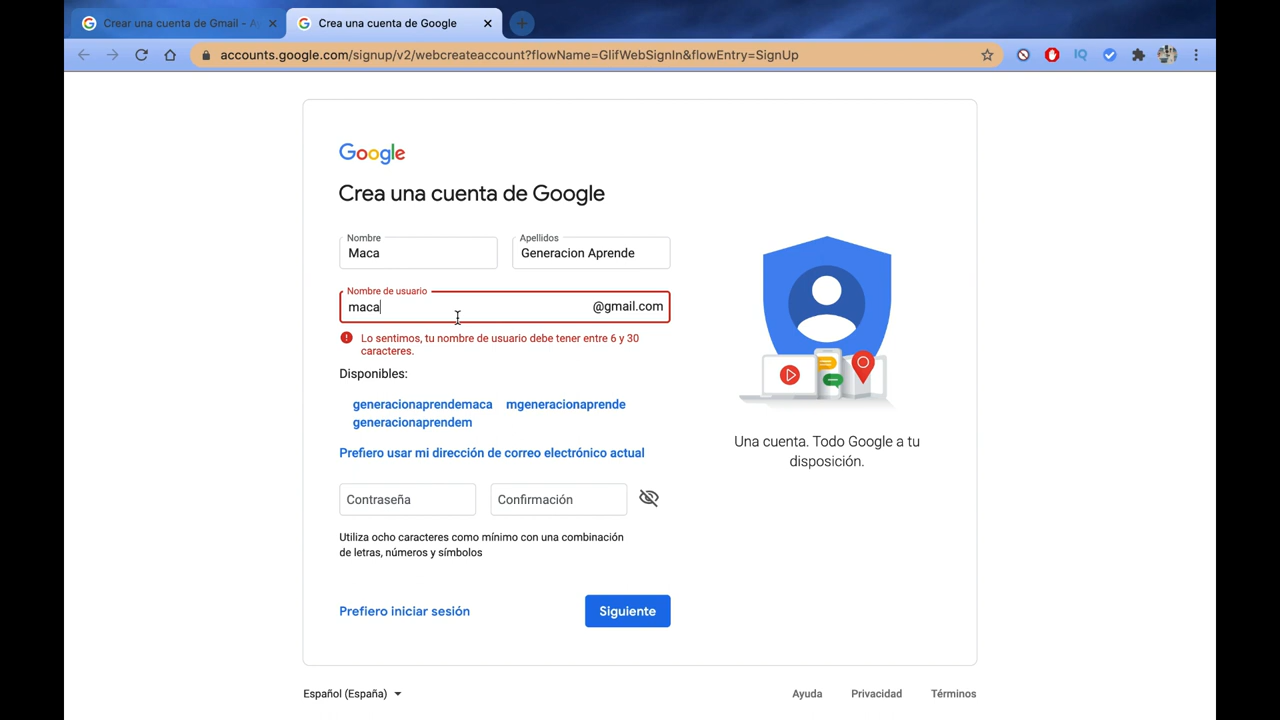 Crear una cuenta de Gmail - A
Crea una cuenta de Google
accounts.google.com/signup/v2/webcreateaccount?flowName=GlifWebSignIn&flowEntry=SignUp
Google
Crea una cuenta de Google
Nombre
Apellidos
Maca
Generacion Aprende
Nombre de usuario
maca
@gmail.com
Lo sentimos, tu nombre de usuario debe tener entre 6 y 30
caracteres.
Disponibles:
generacionaprendemaca mgeneracionaprende
generacionaprendem
Prefiero usar mi dirección de correo electrónico actual
Contraseña
Confirmación
Utiliza ocho caracteres como mínimo con una combinación
de letras, números y símbolos
Prefiero iniciar sesión
Siguiente
Una cuenta. Todo Google a tu
disposición.
Español (España)
Ayuda
Privacidad
Términos